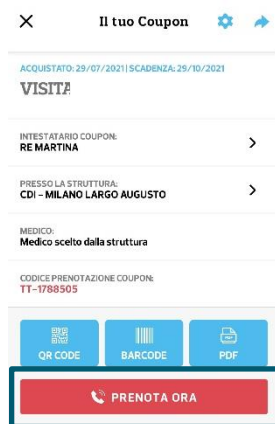 Il tuo Coupon
ACQUISTATO: 29/07/2021| SCADENZA: 29/10/2021
VISITA
INTESTATARIO COUPON:
RE MARTINA
PRESSO LA STRUTTURA:
CDI – MILANO LARGO AUGUSTO
MEDICO:
Medico scelto dalla struttura
CODICE PRENOTAZIONE COUPON:
TT-1788505
QR CODE BARCODE PDF
PRENOTA ORA